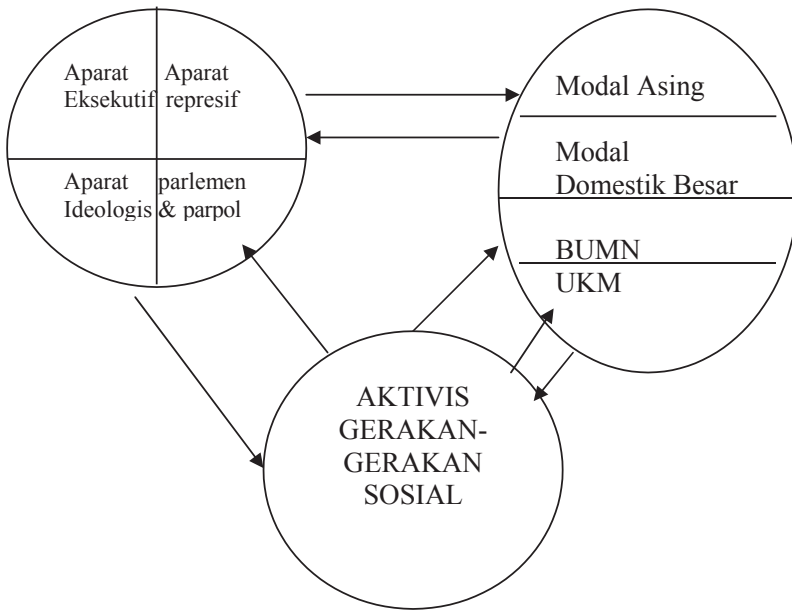 Aparat
Eksekutif
Aparat
represif
Aparat
Ideologis
parlemen
& parpol
Modal Asing
Modal
Domestik Besar
BUMN
UKM
AKTIVIS
GERAKAN-
GERAKAN
SOSIAL